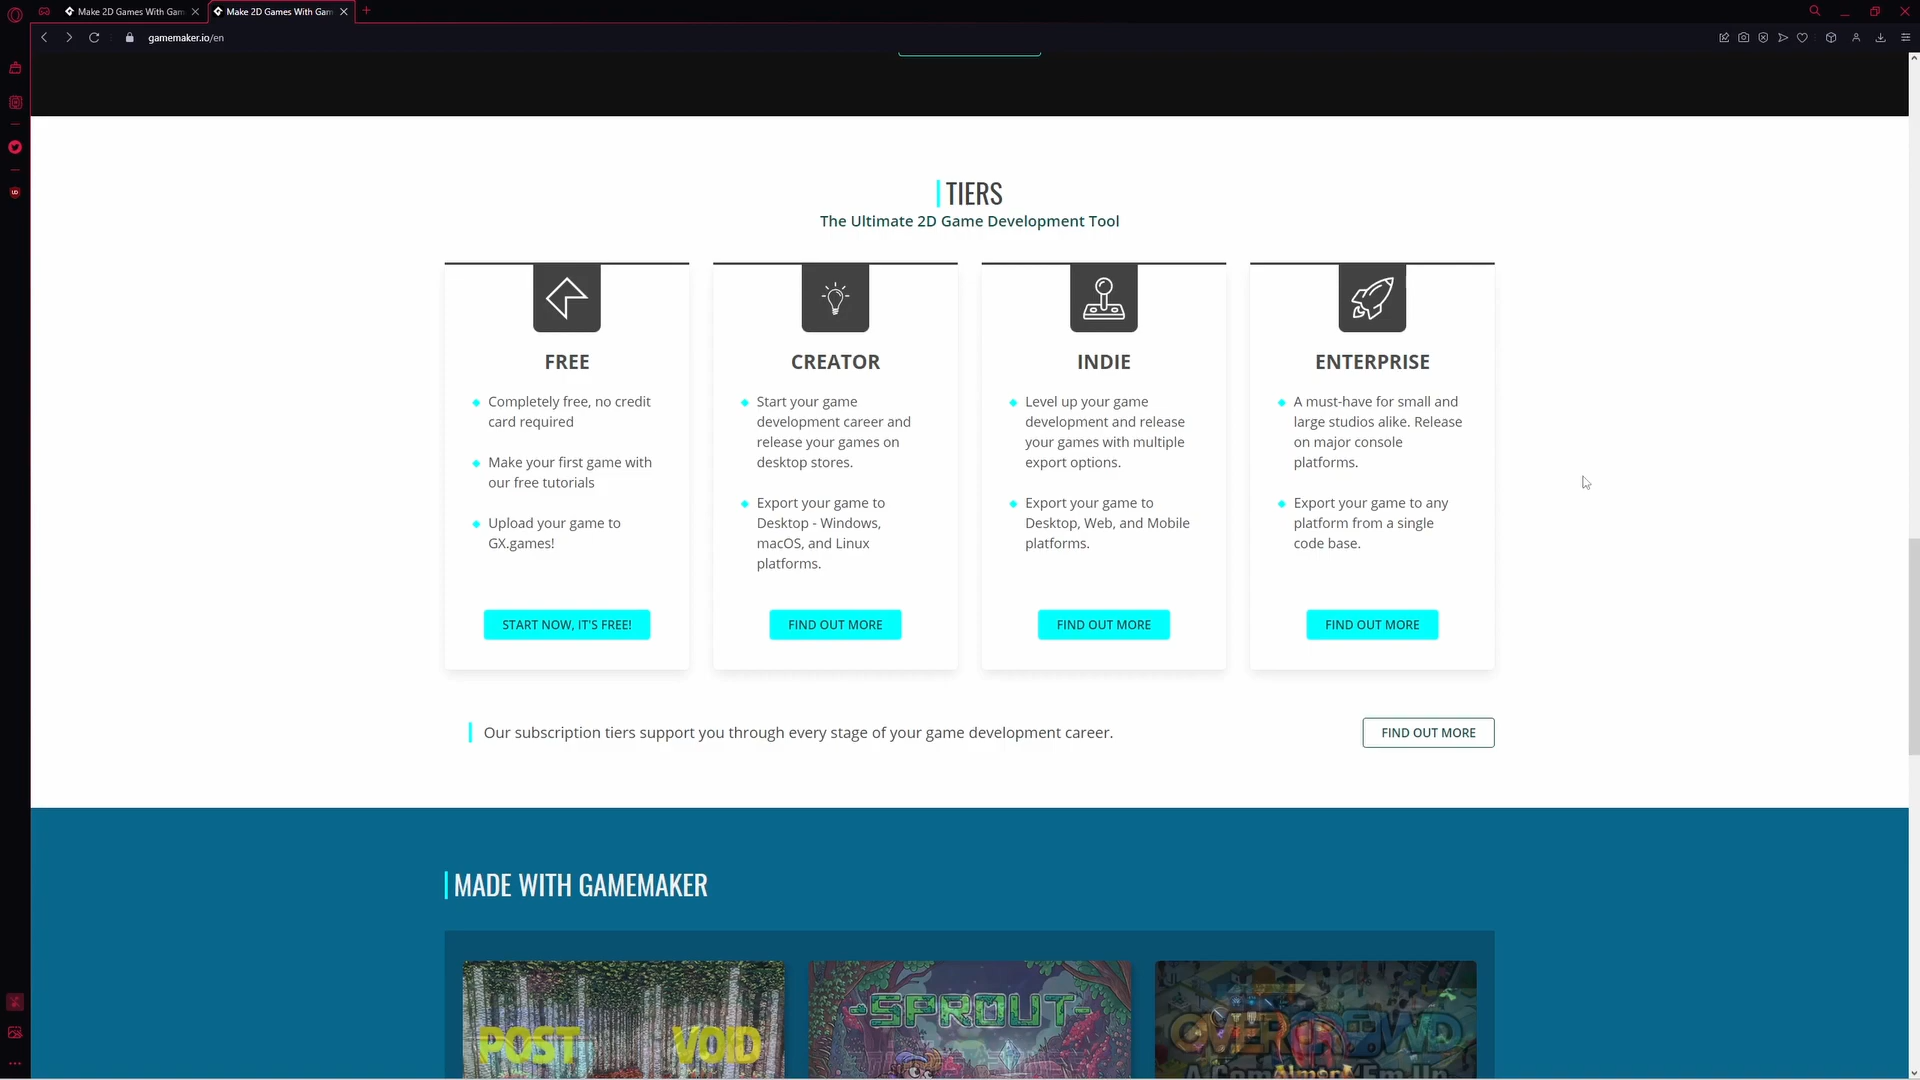 Make 2D Games With Gam
Make 2D Games With Gam
gamemaker.io/en
TIERS
The Ultimate 2D Game Development Tool
FREE
Completely free, no credit
card required
Make your first game with
our free tutorials
Upload your game to
GX.games!
START NOW, IT'S FREE!
CREATOR
Start your game
development career and
release your games on
desktop stores.
Export your game to
Desktop - Windows,
macOS, and Linux
platforms.
FIND OUT MORE
INDIE
Level up your game
development and release
your games with multiple
export options.
Export your game to
Desktop, Web, and Mobile
platforms.
FIND OUT MORE
ENTERPRISE
A must-have for small and
large studios alike. Release
on major console
platforms.
Export your game to any
platform from a single
code base.
FIND OUT MORE
Our subscription tiers support you through every stage of your game development career.
FIND OUT MORE
MADE WITH GAMEMAKER
POST VOID
-SPROUT-
OVERCROWD